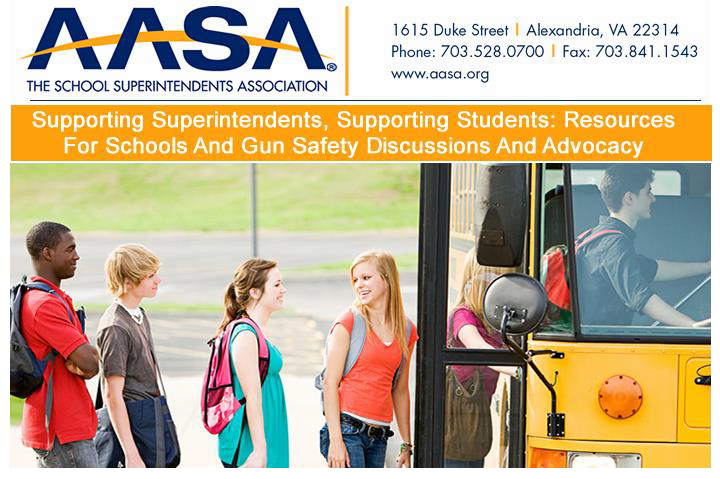 AASA®
THE SCHOOL SUPERINTENDENTS ASSOCIATION
1615 Duke Street | Alexandria, VA 22314
Phone: 703.528.0700 | Fax: 703.841.1543
www.aasa.org
Supporting Superintendents, Supporting Students: Resources
For Schools And Gun Safety Discussions And Advocacy